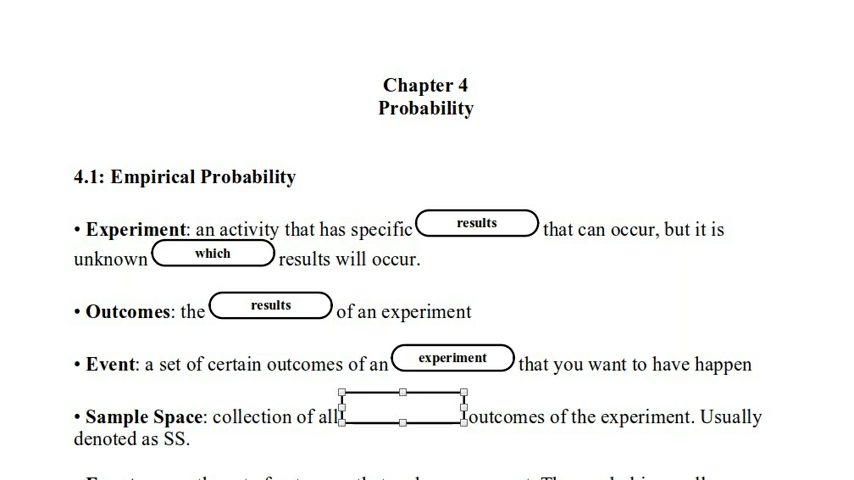 Chapter 4
Probability
4.1: Empirical Probability
• Experiment: an activity that has specific results that can occur, but it is
unknown which results will occur.
• Outcomes: the results of an experiment
• Event: a set of certain outcomes of an experiment that you want to have happen
• Sample Space: collection of all outcomes of the experiment. Usually
denoted as SS.